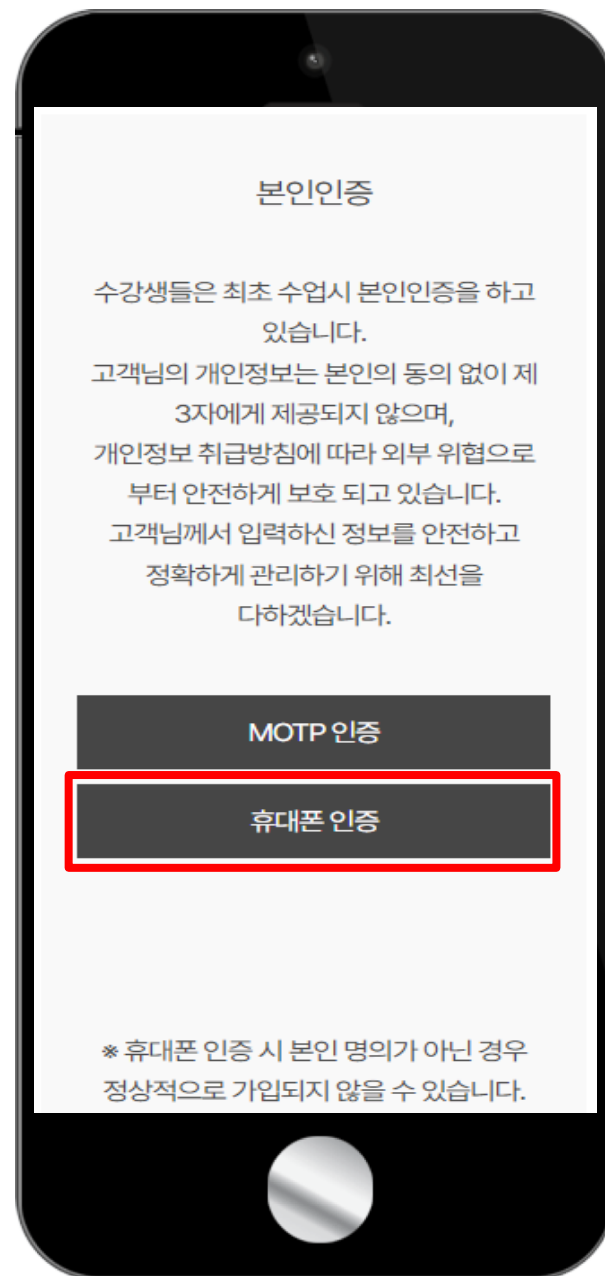 본인인증
수강생들은 최초 수업시 본인인증을 하고
있습니다.
고객님의 개인정보는 본인의 동의 없이 제
3자에게 제공되지 않으며,
개인정보 취급방침에 따라 외부 위협으로
부터 안전하게 보호 되고 있습니다.
고객님께서 입력하신 정보를 안전하고
정확하게 관리하기 위해 최선을
다하겠습니다.
MOTP 인증
휴대폰 인증
※ 휴대폰 인증 시 본인 명의가 아닌 경우
정상적으로 가입되지 않을 수 있습니다.